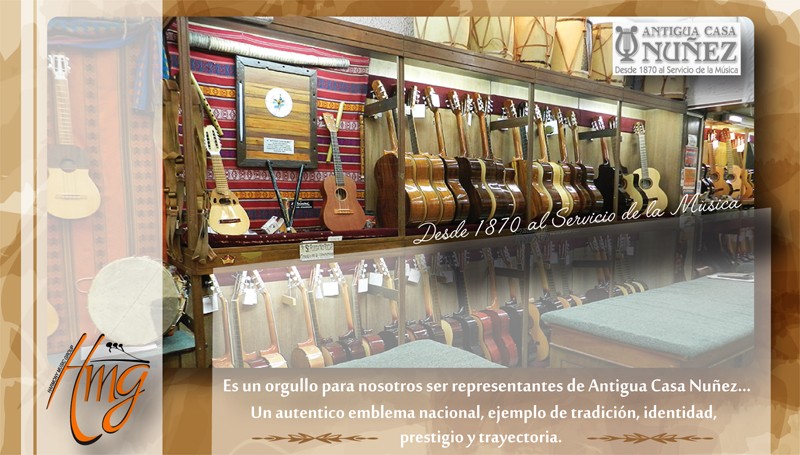 ANTIGUA CASA
NUÑEZ
Desde 1870 al Servicio de la Música
Desde 1870 al Servicio de la Música
hmg
Es un orgullo para nosotros ser representantes de Antigua Casa Nuñez...
Un autentico emblema nacional, ejemplo de tradición, identidad,
prestigio y trayectoria.